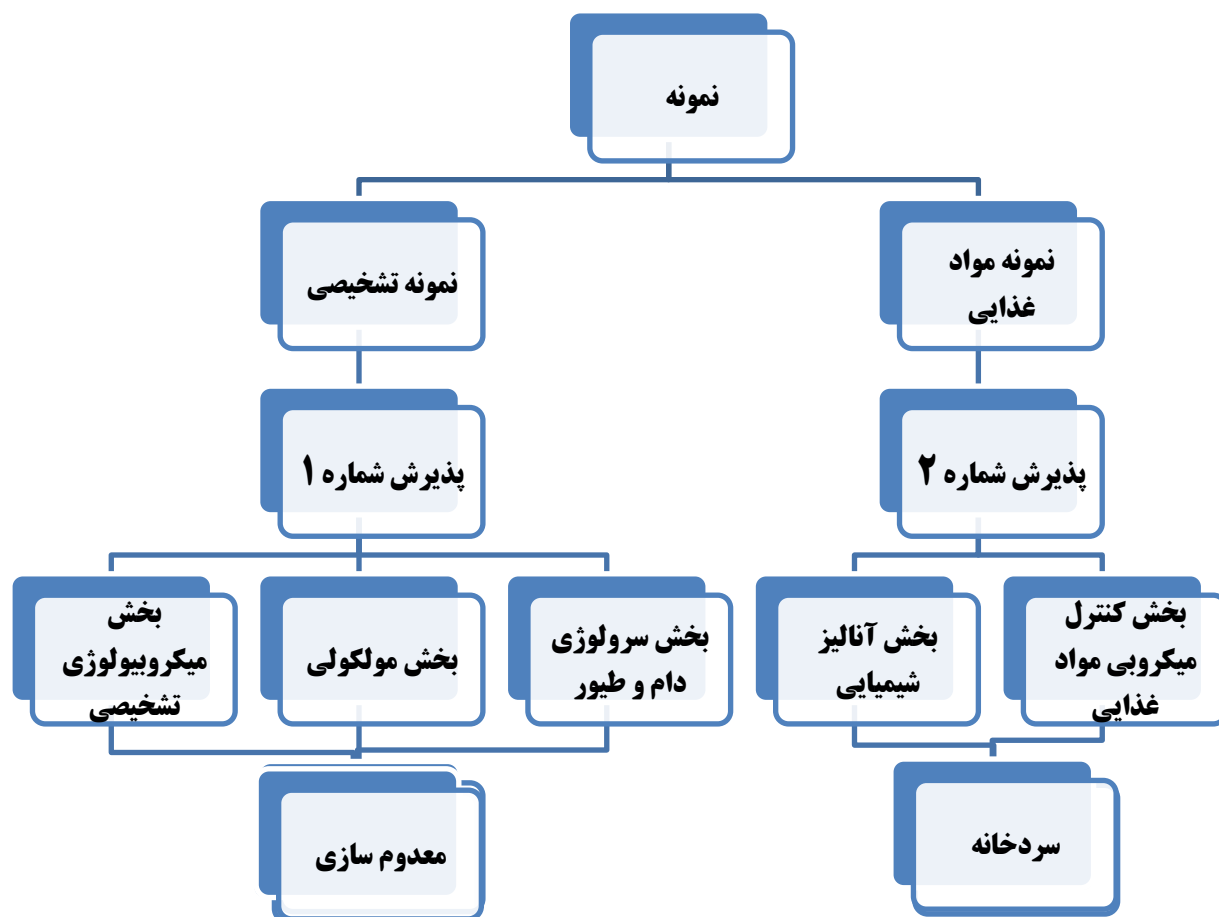 نمونه
نمونه مواد
غذایی
نمونه تشخیصی
پذیرش شماره ۲
پذیرش شماره ۱
بخش کنترل
میکروبی مواد
غذایی
بخش آنالیز
شیمیایی
بخش سرولوژی
دام و طیور
بخش مولکولی
بخش
میکروبیولوژی
تشخیصی
سردخانه
معدوم سازی